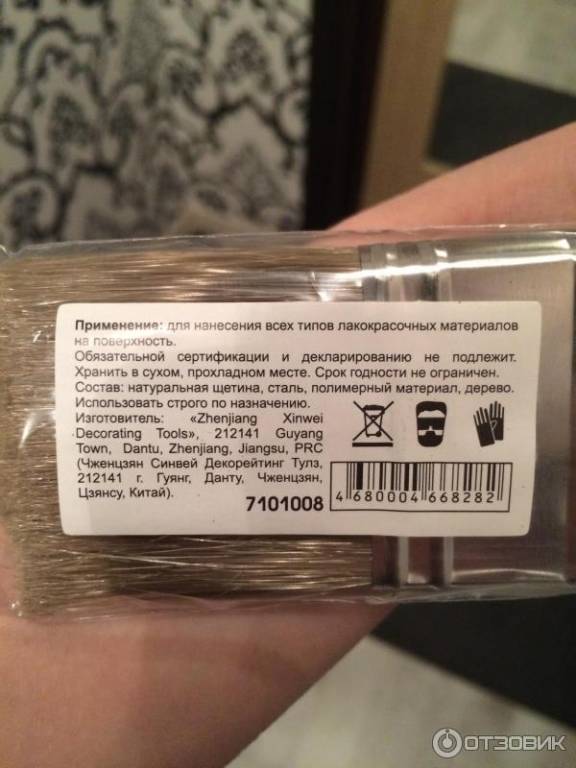 Применение: для нанесения всех типов лакокрасочных материалов
на поверхность.
Обязательной сертификации и декларированию не подлежит.
Хранить в сухом, прохладном месте. Срок годности не ограничен.
Состав: натуральная щетина, сталь, полимерный материал, дерево.
Использовать строго по назначению.
Изготовитель: «Zhenjiang Xinwei
Decorating Tools», 212141 Guyang
Town, Dantu, Zhenjiang, Jiangsu, PRC
(Чженцзян Синвей Декорейтинг Тулз,
212141 г. Гуянг, Данту, Чженцзян,
Цзянсу, Китай).
7101008
4 680004 668282
ОТЗОВИК